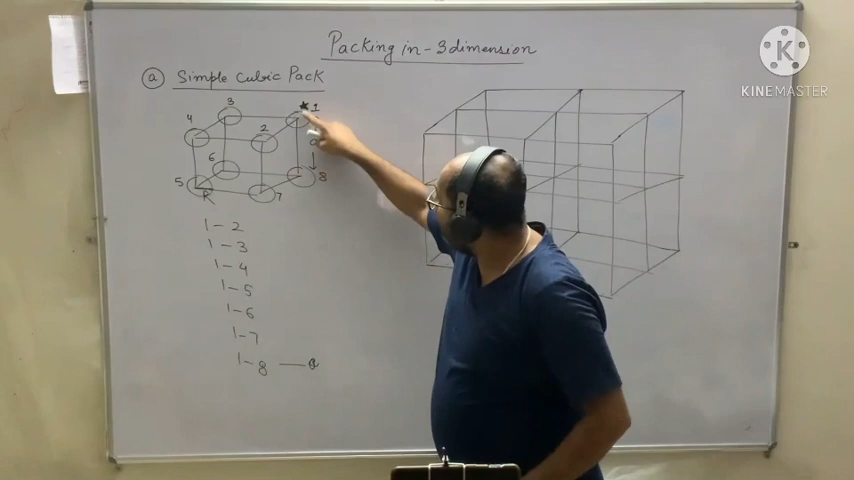 Packing in - 3 dimension
(a) Simple Cubic Pack
3
1
4
2
a
6
5
8
R
7
1-2
1-3
1-4
1-5
1-6
1-7
1-8 — a
K
KINEMASTER